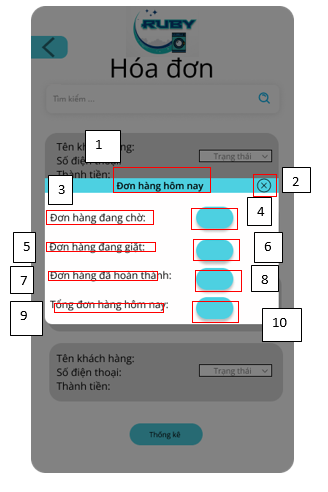 RUBY
Hóa đơn
Tìm kiếm ...
1
Tên khách hàng:
Số điện thoại:
Trạng thái
Thành tiền:
2
3
Đơn hàng hôm nay
4
Đơn hàng đang chờ:
5
Đơn hàng đang giặt:
6
7
Đơn hàng đã hoàn thành:
8
9
Tổng đơn hàng hôm nay:
10
Tên khách hàng:
Số điện thoại:
Trạng thái
Thành tiền:
Thống kê